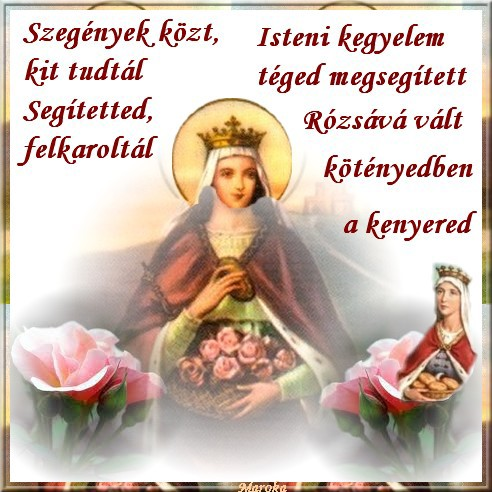 Szegények közt,
kit tudtál
Segítetted,
felkaroltál
Isteni kegyelem
téged megsegített
Rózsává vált
kötényedben
a kenyered
Maroka